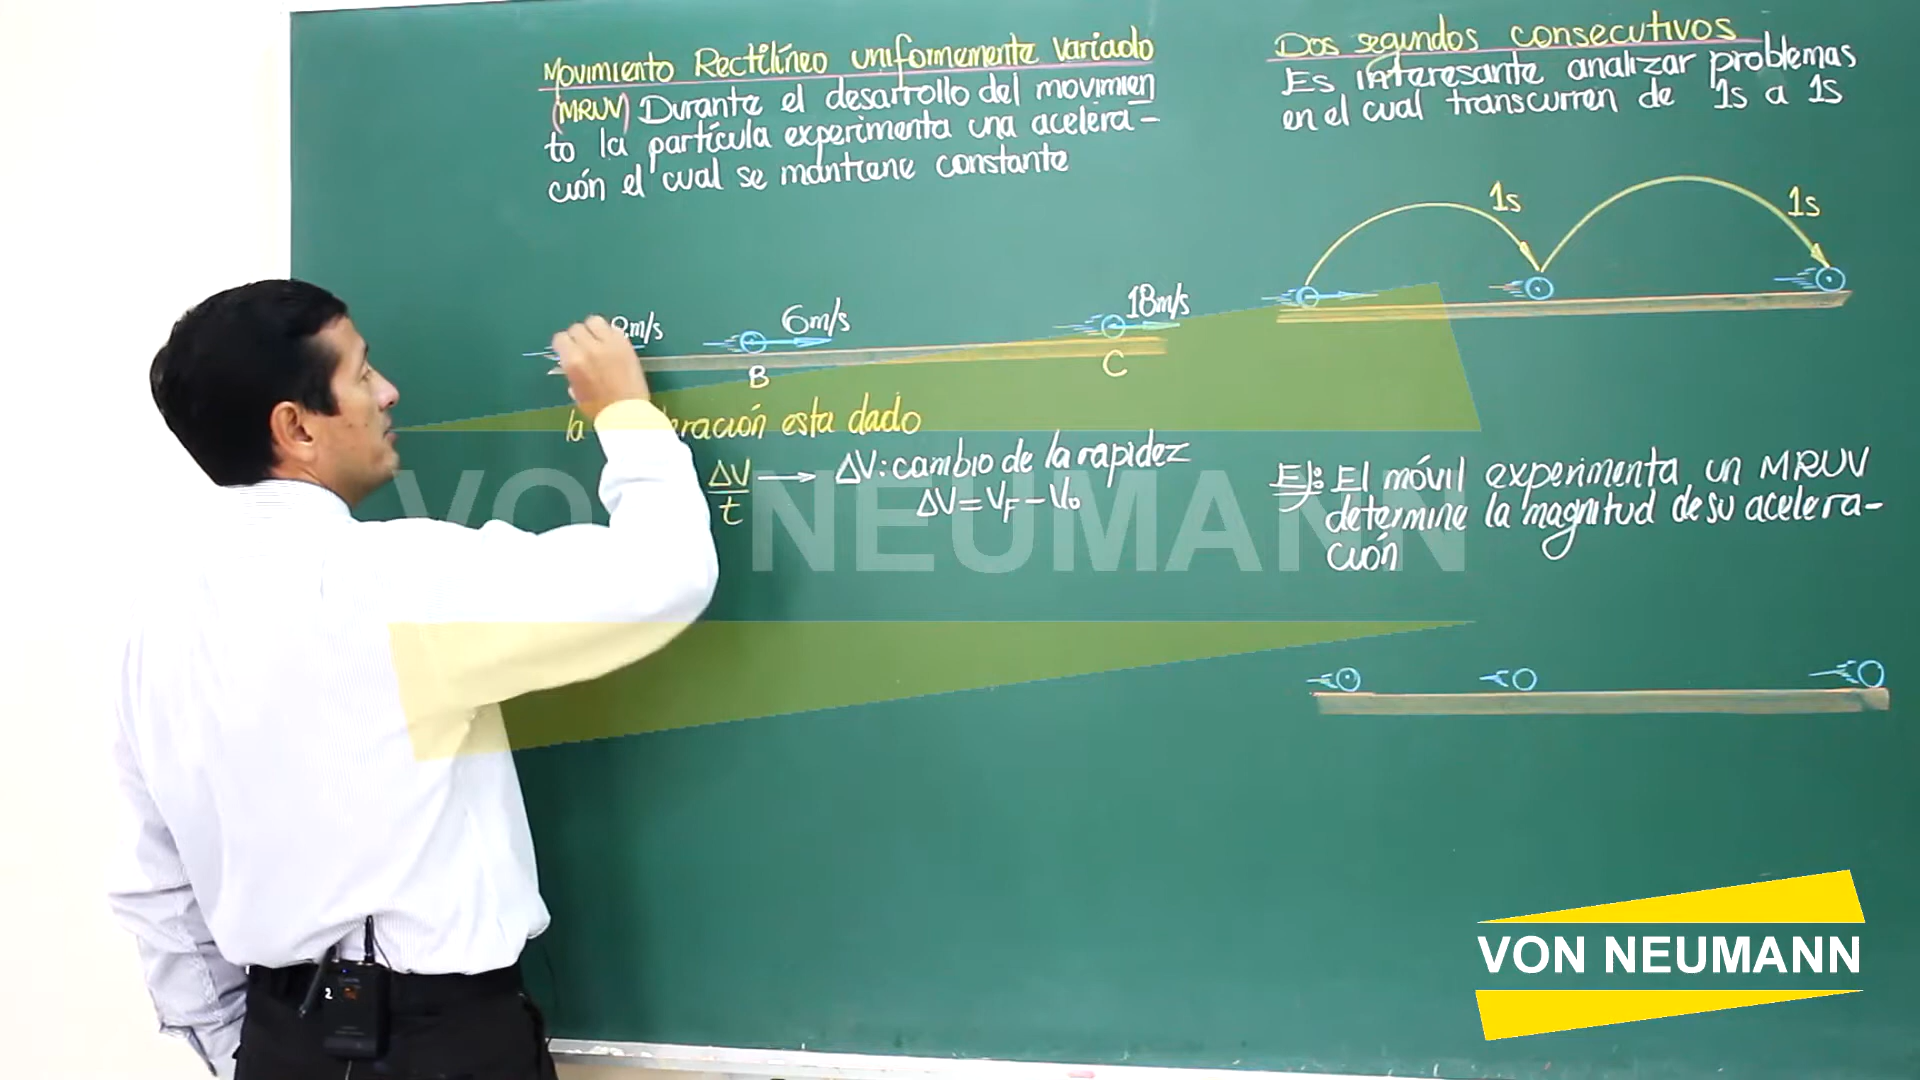 Movimiento Rectilíneo uniformemente variado
(MRUV) Durante el desarrollo del movimien
to la partícula experimenta una acelera-
ción el cual se mantiene constante
6m/s
18m/s
B
C
la eración esta dado
ΔV
t
ΔV: cambio de la rapidez
ΔV = VF - V0
Dos segundos consecutivos
Es interesante analizar problemas
en el cual transcurren de 1s a 1s
1s
1s
Ej: El móvil experimenta un MRUV
determine la magnitud de su acelera-
ción
VON NEUMANN
VON NEUMANN